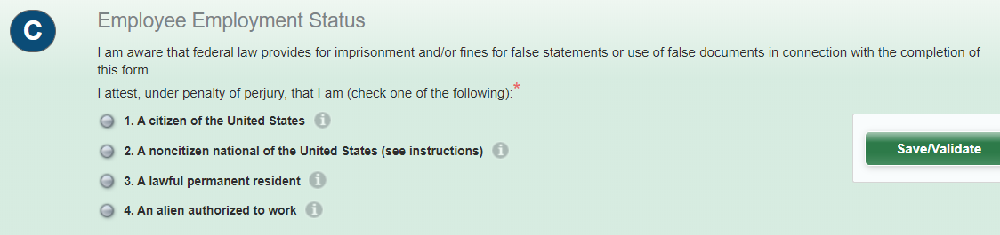 C
Employee Employment Status
I am aware that federal law provides for imprisonment and/or fines for false statements or use of false documents in connection with the completion of
this form.
I attest, under penalty of perjury, that I am (check one of the following):*
1. A citizen of the United States i
2. A noncitizen national of the United States (see instructions) i
3. A lawful permanent resident i
4. An alien authorized to work i
Save/Validate